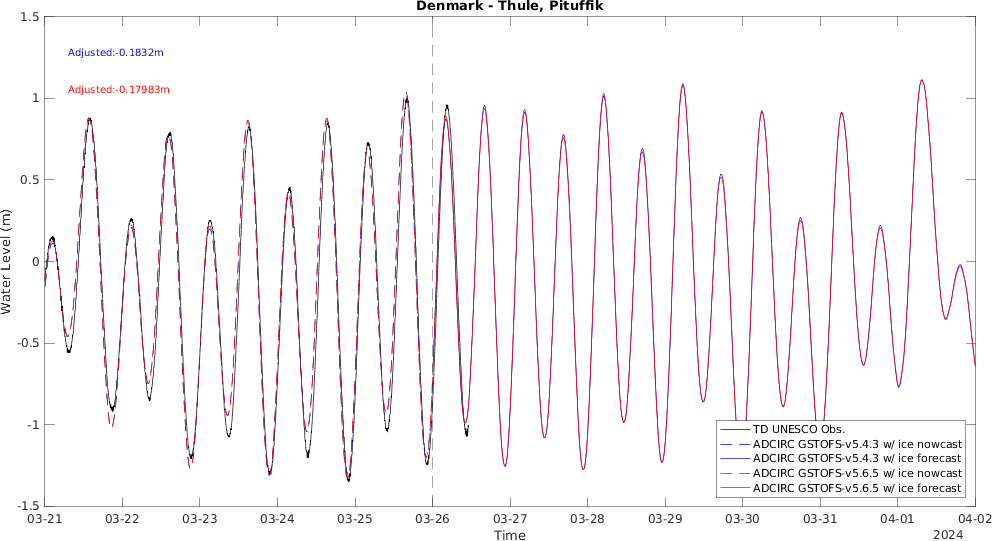 Denmark - Thule, Pituffik
Adjusted:-0.1832m
Adjusted:-0.17983m
Water Level (m)
1.5
1
0.5
0
-0.5
-1
-1.5
TD UNESCO Obs.
ADCIRC GSTOFS-v5.4.3 w/ ice nowcast
ADCIRC GSTOFS-v5.4.3 w/ ice forecast
ADCIRC GSTOFS-v5.6.5 w/ ice nowcast
ADCIRC GSTOFS-v5.6.5 w/ ice forecast
03-21 03-22 03-23 03-24 03-25 03-26 03-27 03-28 03-29 03-30 03-31 04-01 04-02
Time
2024